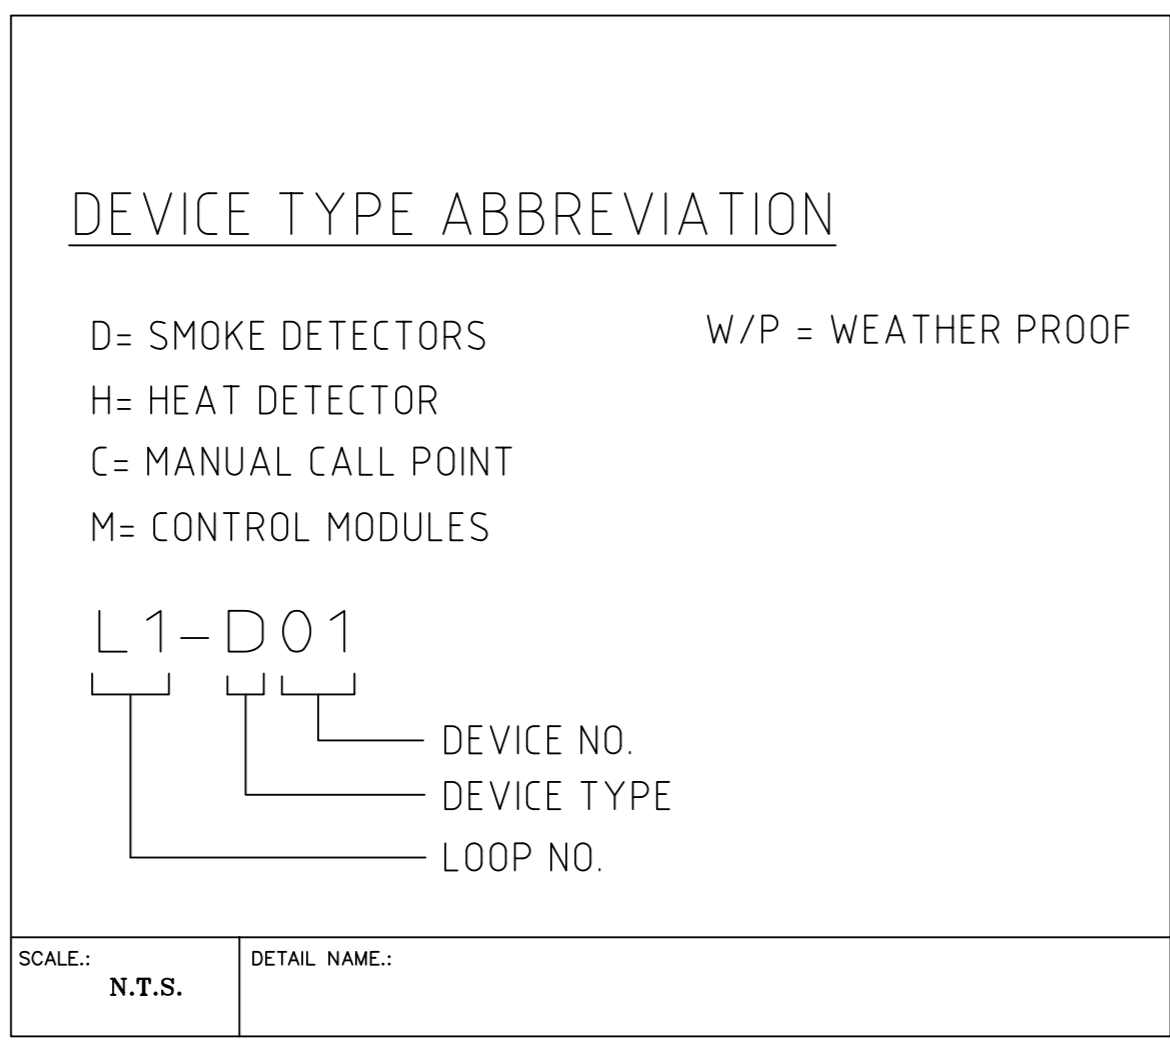 DEVICE TYPE ABBREVIATION
D= SMOKE DETECTORS
W/P = WEATHER PROOF
H= HEAT DETECTOR
C= MANUAL CALL POINT
M= CONTROL MODULES
L1-D01
DEVICE NO.
DEVICE TYPE
LOOP NO.
SCALE.:
N.T.S.
DETAIL NAME.: